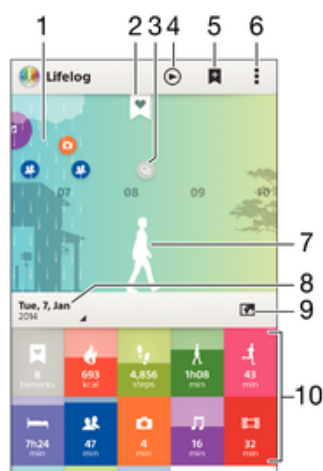 1 2 3 4 5 6
Lifelog
07 08 09 10
7
8
Tue, 7, Jan
2014
9
8 693 4,856 1h08 43
bkmarks kcal steps min min
10
7h24 47 4 16 32
min min min min min